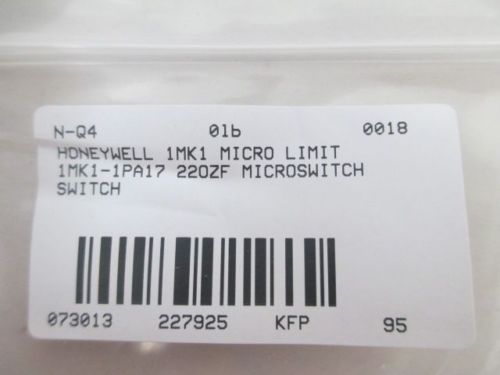 N-Q4 01b 0018
HONEYWELL 1MK1 MICRO LIMIT
1MK1-1PA17 220ZF MICROSWITCH
SWITCH
073013 227925 KFP 95